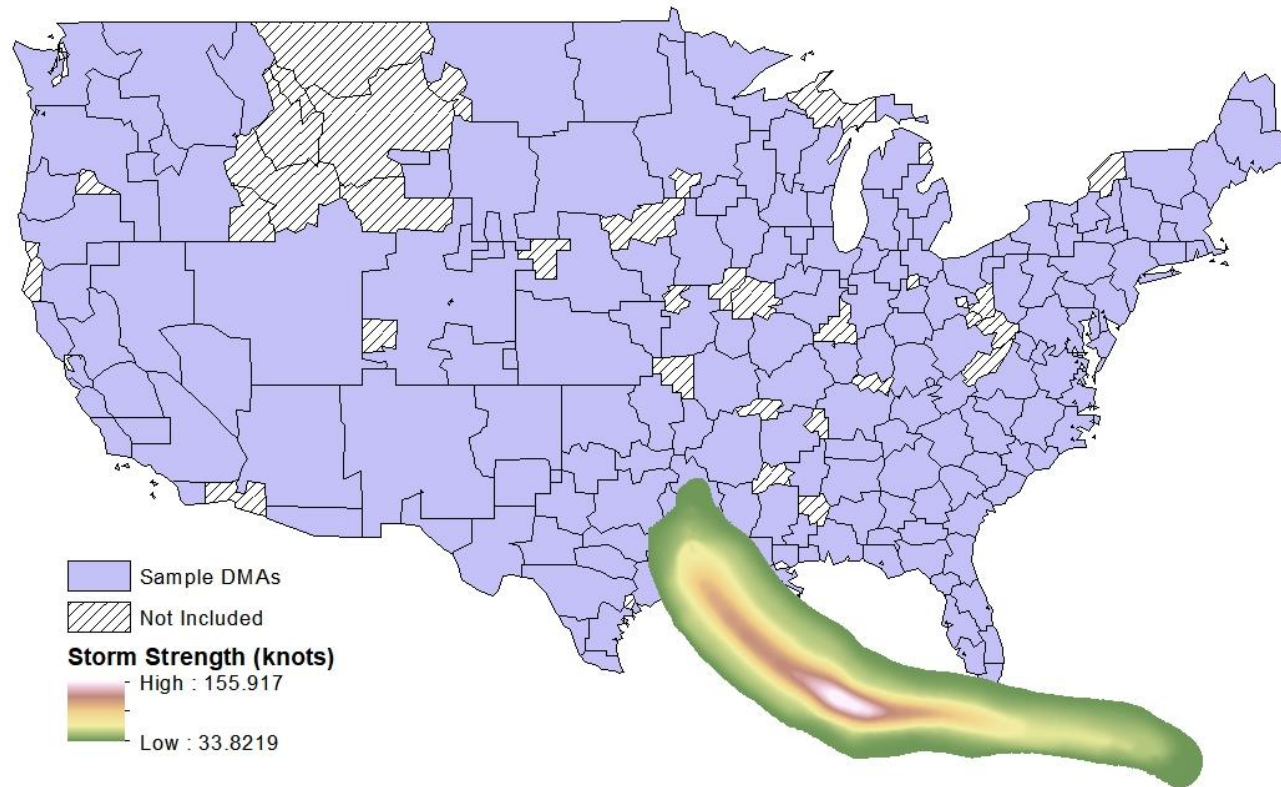 Sample DMAs
Not Included
Storm Strength (knots)
High : 155.917
Low : 33.8219